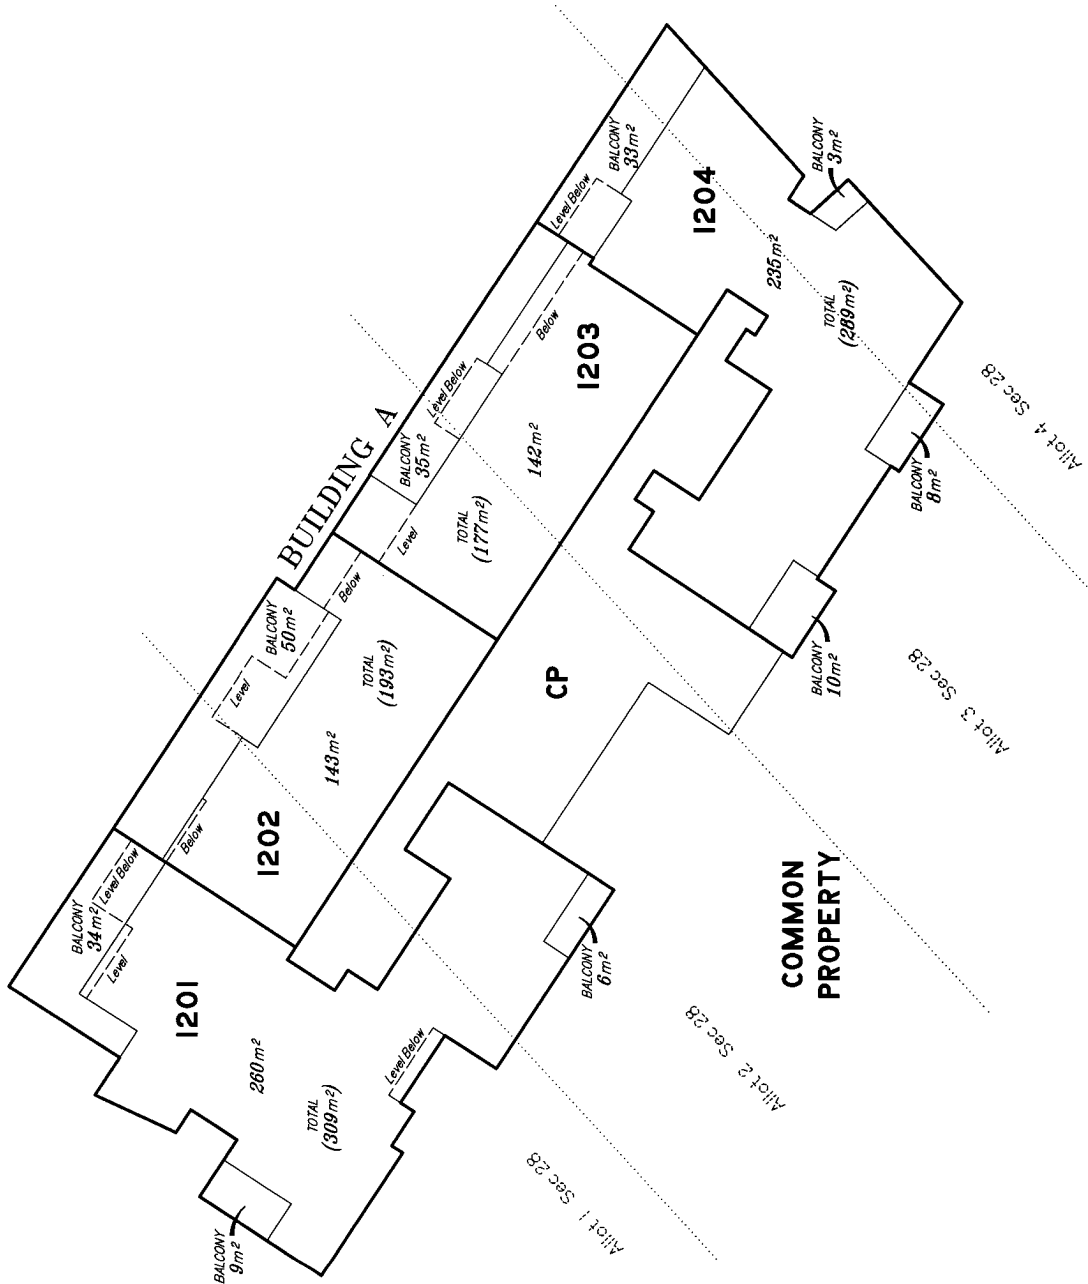 BUILDING A
BALCONY
33m²
Level Below
1204
BALCONY
3m²
235m²
TOTAL
(289m²)
Below
1203
Level Below
BALCONY
35m²
142m²
TOTAL
(177m²)
Level
Below
BALCONY
50m²
Level
TOTAL
(193m²)
143m²
1202
Below
Level Below
BALCONY
34m²
Level
1201
260m²
TOTAL
(309m²)
Level Below
BALCONY
9m²
BALCONY
6m²
CP
BALCONY
10m²
BALCONY
8m²
COMMON
PROPERTY
Allot 1 Sec 28
Allot 2 Sec 28
Allot 3 Sec 28
Allot 4 Sec 28